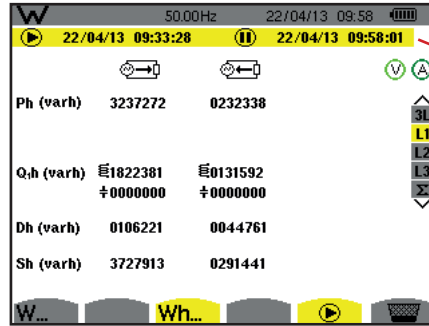 W 50.00Hz 22/04/13 09:58
22/04/13 09:33:28 22/04/13 09:58:01
V A
Ph (varh) 3237272 0232338
3L
L1
Q₁h (varh) 1822381 0131592
L2
0000000 0000000
L3
Σ
Dh (varh) 0106221 0044761
Sh (varh) 3727913 0291441
W... Wh...